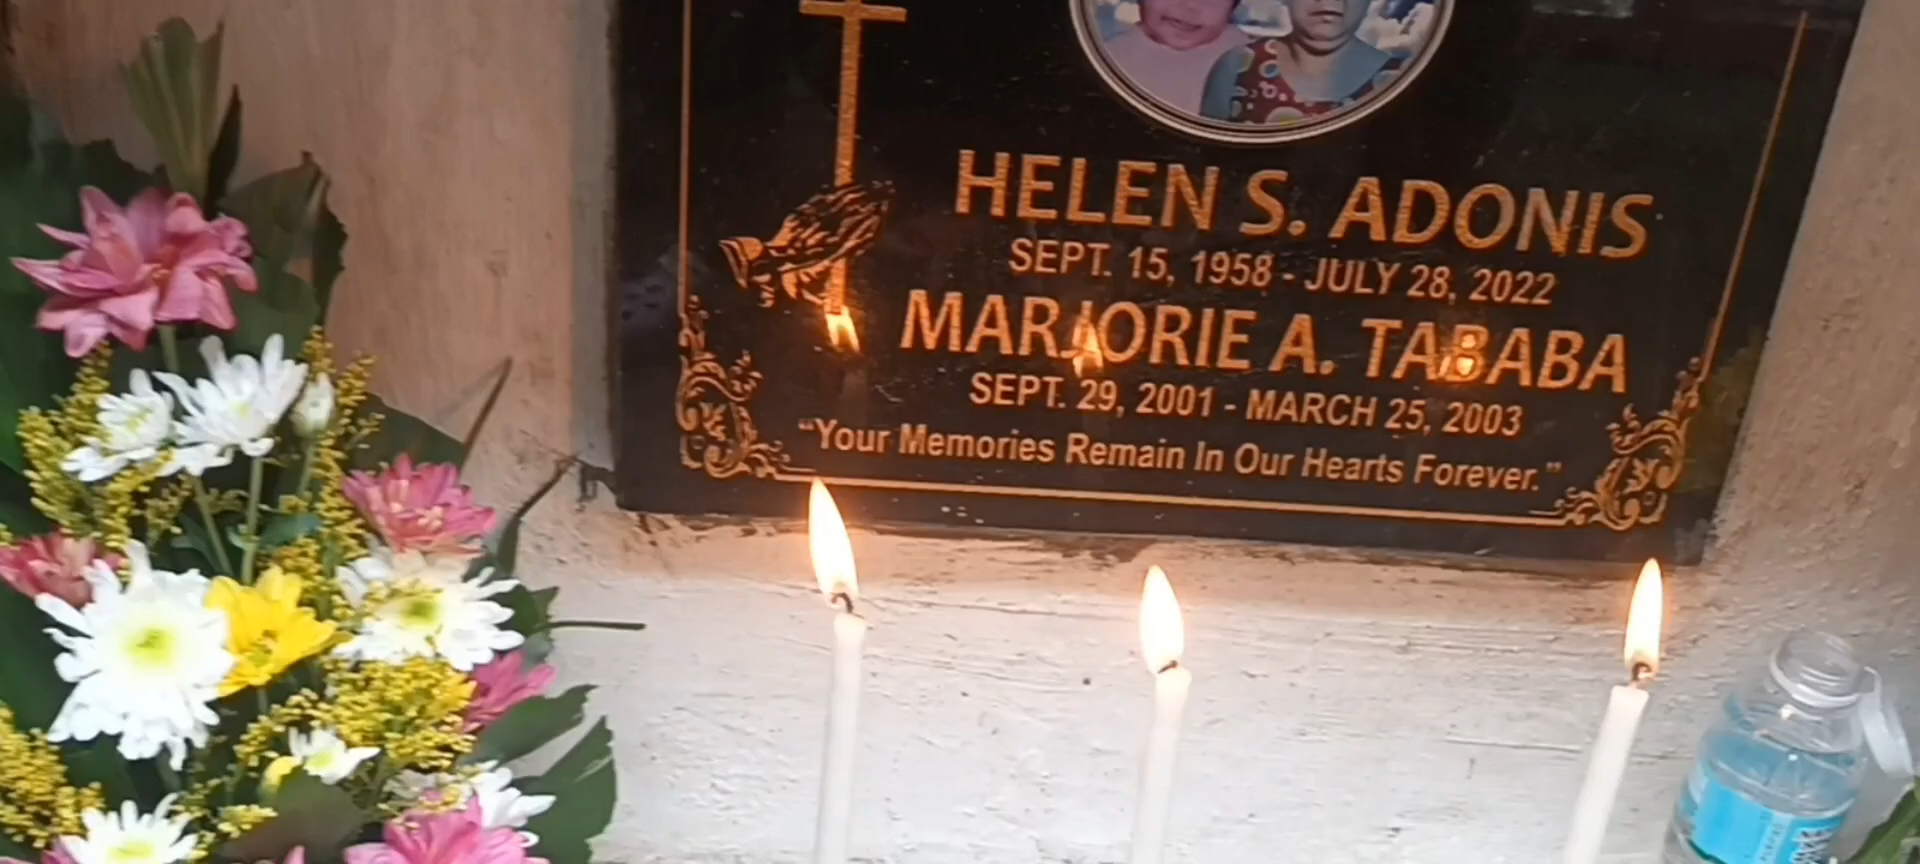 HELEN S. ADONIS
SEPT. 15, 1958 - JULY 28, 2022
MARJORIE A. TABABA
SEPT. 29, 2001 - MARCH 25, 2003
“Your Memories Remain In Our Hearts Forever.”